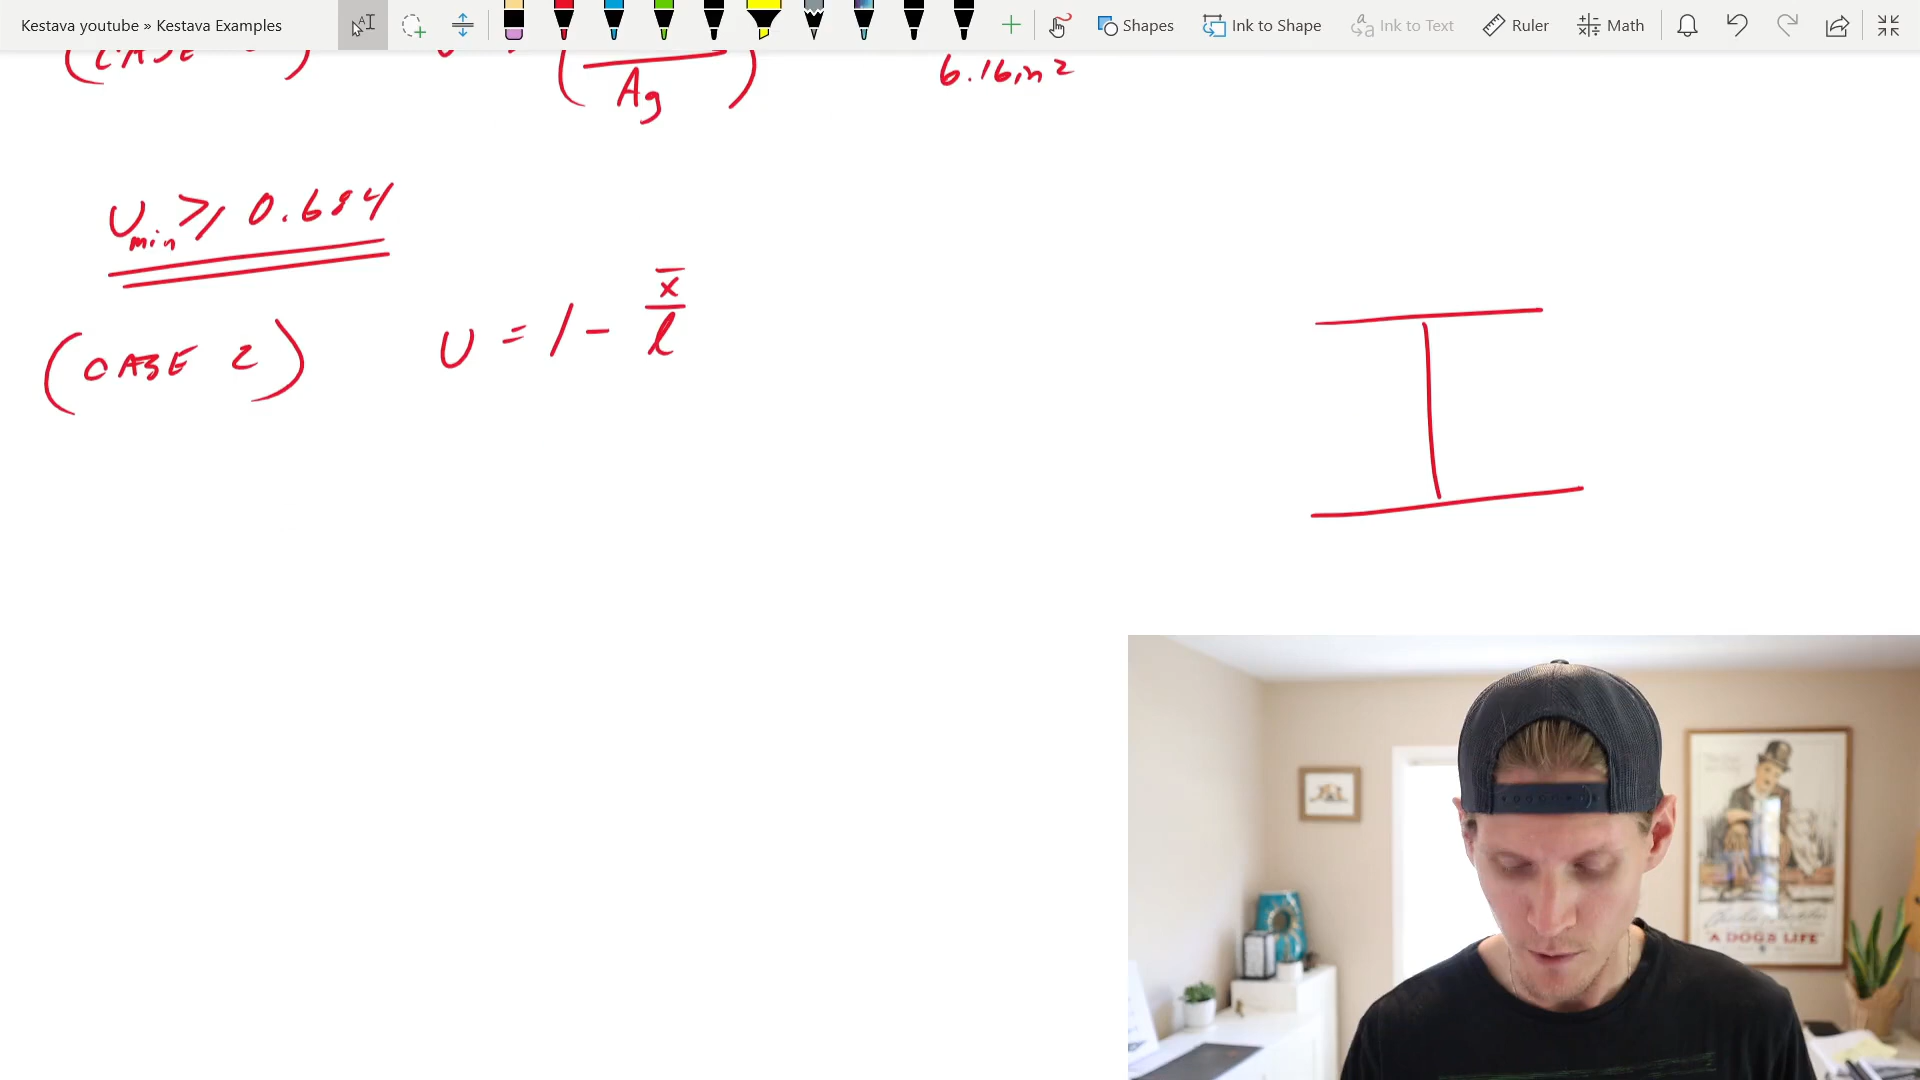 Kestava youtube » Kestava Examples
Shapes
Ink to Shape
Ink to Text
Ruler
Math
Ag
6.16in2
Umin ≥ 0.684
(CASE 2)
U = 1 - x̄/l
A DOG'S LIFE